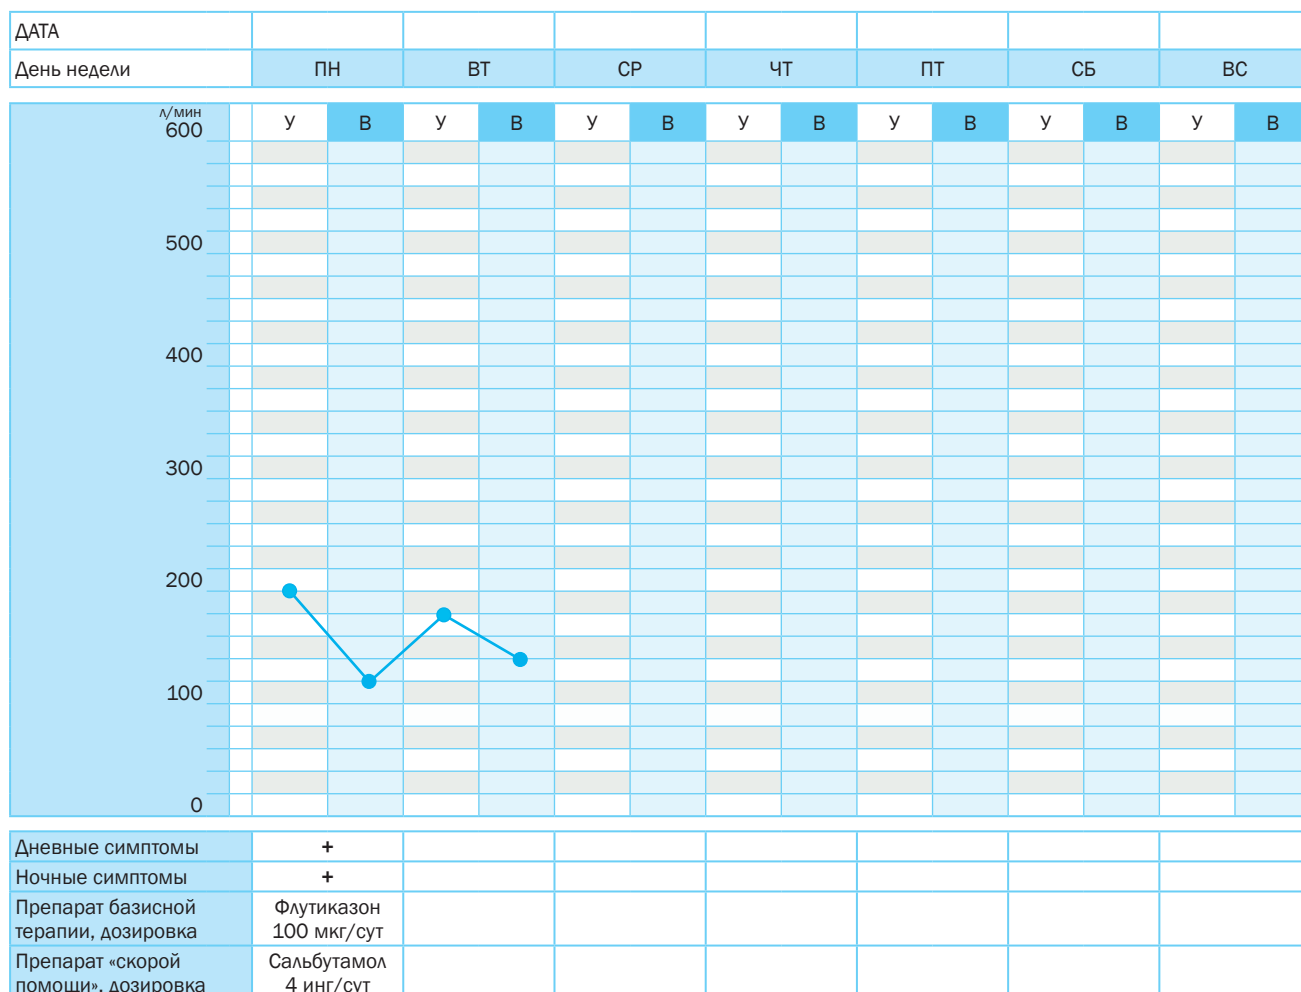 ДАТА
День недели ПН ВТ СР ЧТ ПТ СБ ВС
л/мин
600 У В У В У В У В У В У В У В
500
400
300
200
100
0
Дневные симптомы +
Ночные симптомы +
Препарат базисной Флутиказон
терапии, дозировка 100 мкг/сут
Препарат «скорой Сальбутамол
помощи», дозировка 4 инг/сут